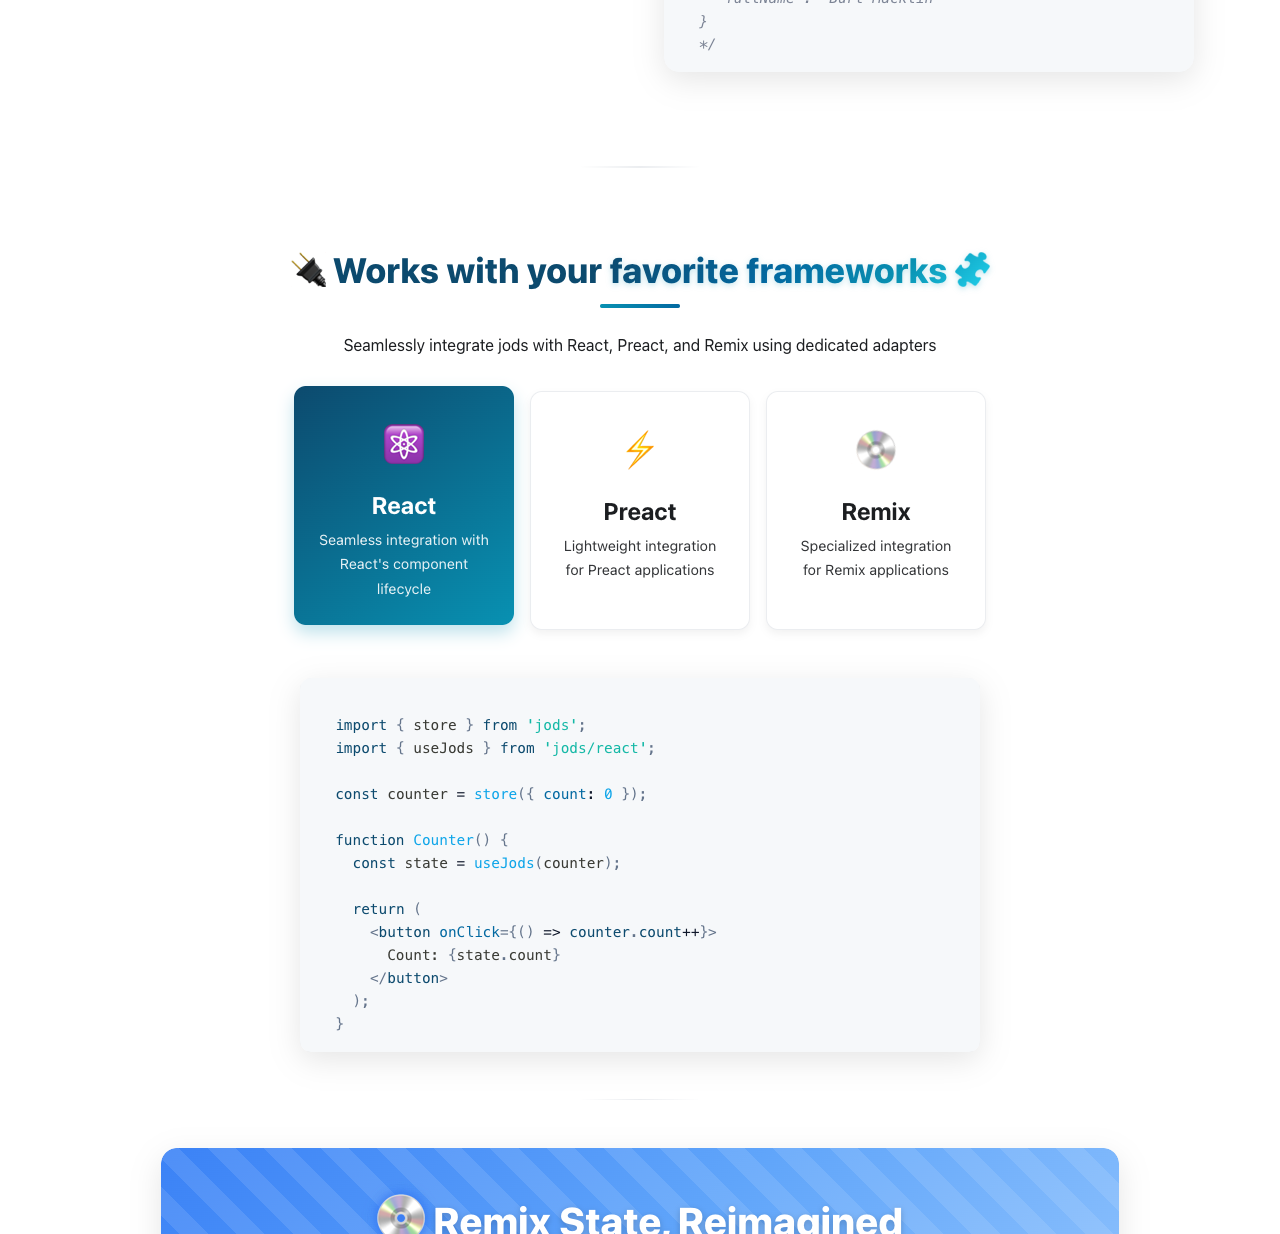 }
*/
🔌 Works with your favorite frameworks 🧩
Seamlessly integrate jods with React, Preact, and Remix using dedicated adapters
React
Seamless integration with
React's component
lifecycle
Preact
Lightweight integration
for Preact applications
Remix
Specialized integration
for Remix applications
import { store } from 'jods';
import { useJods } from 'jods/react';
const counter = store({ count: 0 });
function Counter() {
  const state = useJods(counter);
  return (
    <button onClick={() => counter.count++}>
      Count: {state.count}
    </button>
  );
}
Remix State, Reimagined